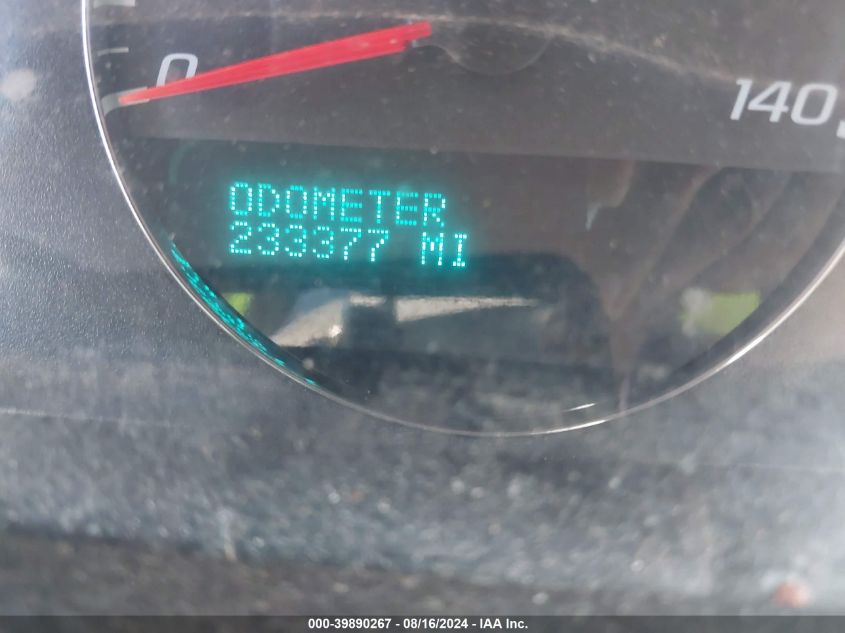 0
140
ODOMETER
233377 MI
000-39890267 - 08/16/2024 - IAA Inc.